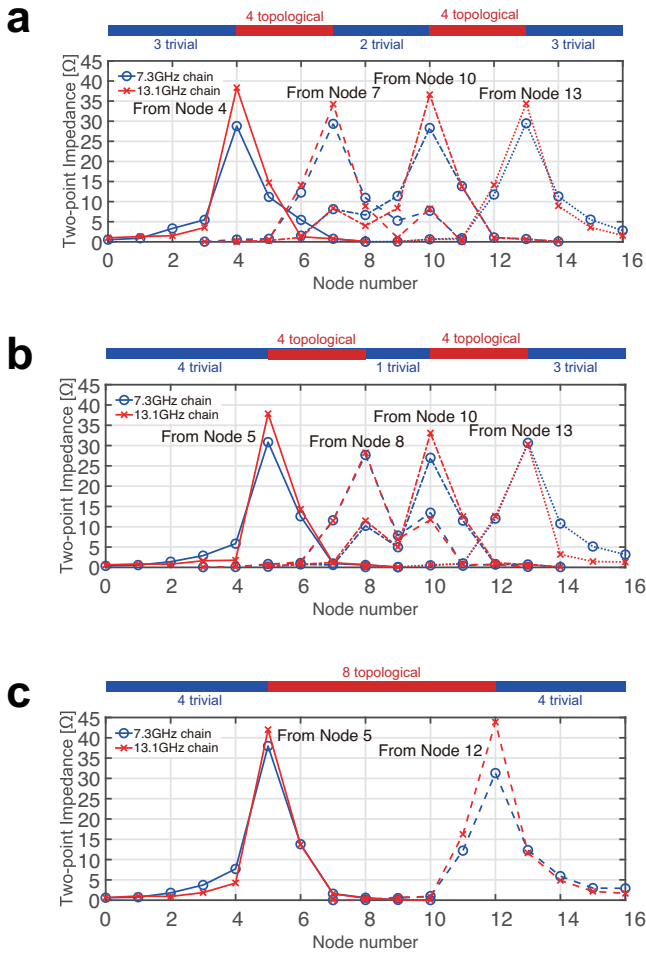 a
4 topological
4 topological
3 trivial
2 trivial
3 trivial
Two-point Impedance [Ω]
45
40
35
30
25
20
15
10
5
0
7.3GHz chain
13.1GHz chain
From Node 4
From Node 7
From Node 10
From Node 13
0 2 4 6 8 10 12 14 16
Node number
b
4 topological
4 topological
4 trivial
1 trivial
3 trivial
Two-point Impedance [Ω]
45
40
35
30
25
20
15
10
5
0
7.3GHz chain
13.1GHz chain
From Node 5
From Node 8
From Node 10
From Node 13
0 2 4 6 8 10 12 14 16
Node number
c
8 topological
4 trivial
4 trivial
Two-point Impedance [Ω]
45
40
35
30
25
20
15
10
5
0
7.3GHz chain
13.1GHz chain
From Node 5
From Node 12
0 2 4 6 8 10 12 14 16
Node number